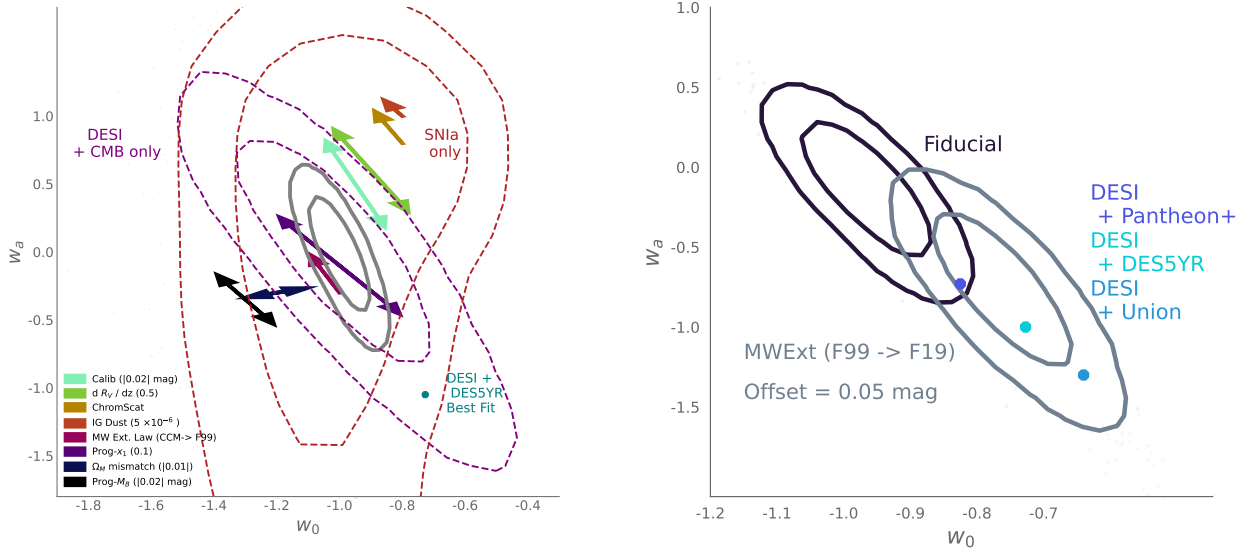 DESI
+ CMB only
SNIa
only
1.0
0.5
0.0
-0.5
-1.0
-1.5
w_a
DESI +
DES5YR
Best Fit
Calib (|0.02| mag)
d R_V / dz (0.5)
ChromScat
IG Dust (5 ×10⁻⁶ )
MW Ext. Law (CCM-> F99)
Prog-x₁ (0.1)
Ω_M mismatch (|0.01|)
Prog-M_B (|0.02| mag)
-1.8
-1.6
-1.4
-1.2
-1.0
-0.8
-0.6
-0.4
w₀
1.0
0.5
0.0
-0.5
-1.0
-1.5
w_a
Fiducial
DESI
+ Pantheon+
DESI
+ DES5YR
DESI
+ Union
MWExt (F99 -> F19)
Offset = 0.05 mag
-1.2
-1.1
-1.0
-0.9
-0.8
-0.7
w₀